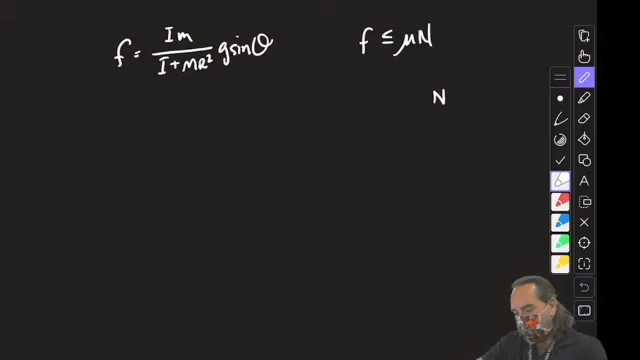 f = Im / (I + mR²) g sinθ
f ≤ μN
N